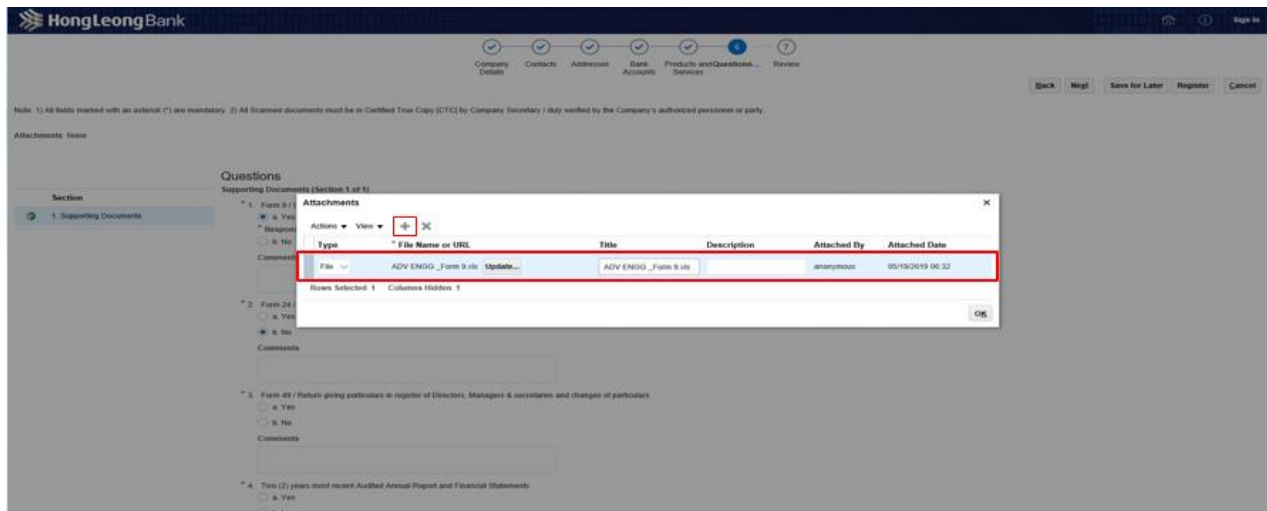 HongLeongBank
Sign In
6
7
Company Details
Contacts
Addresses
Bank Accounts
Products and Services
Questions...
Review
Back Next Save for Later Register Cancel
Note: 1) All fields marked with an asterisk (*) are mandatory. 2) All Scanned documents must be in Certified True Copy [CTC] by Company Secretary / duly verified by the Company's authorized personnel or party.
Attachments None
Questions
Supporting Documents (Section 1 of 1)
Section
1. Supporting Documents
* 1. Form 9 /
a. Yes
b. No
Attachments
Actions View
Type * File Name or URL Title Description Attached By Attached Date
File ADV ENGG _Form 9.xls Update... ADV ENGG _Form 9.xls anonymous 05/19/2019 06:32
Rows Selected 1 Columns Hidden 1
OK
* 2. Form 24
a. Yes
b. No
Comments
* 3. Form 49 / Return giving particulars in register of Directors, Managers & secretaries and changes of particulars
a. Yes
b. No
Comments
* 4. Two (2) years most recent Audited Annual Report and Financial Statements
a. Yes